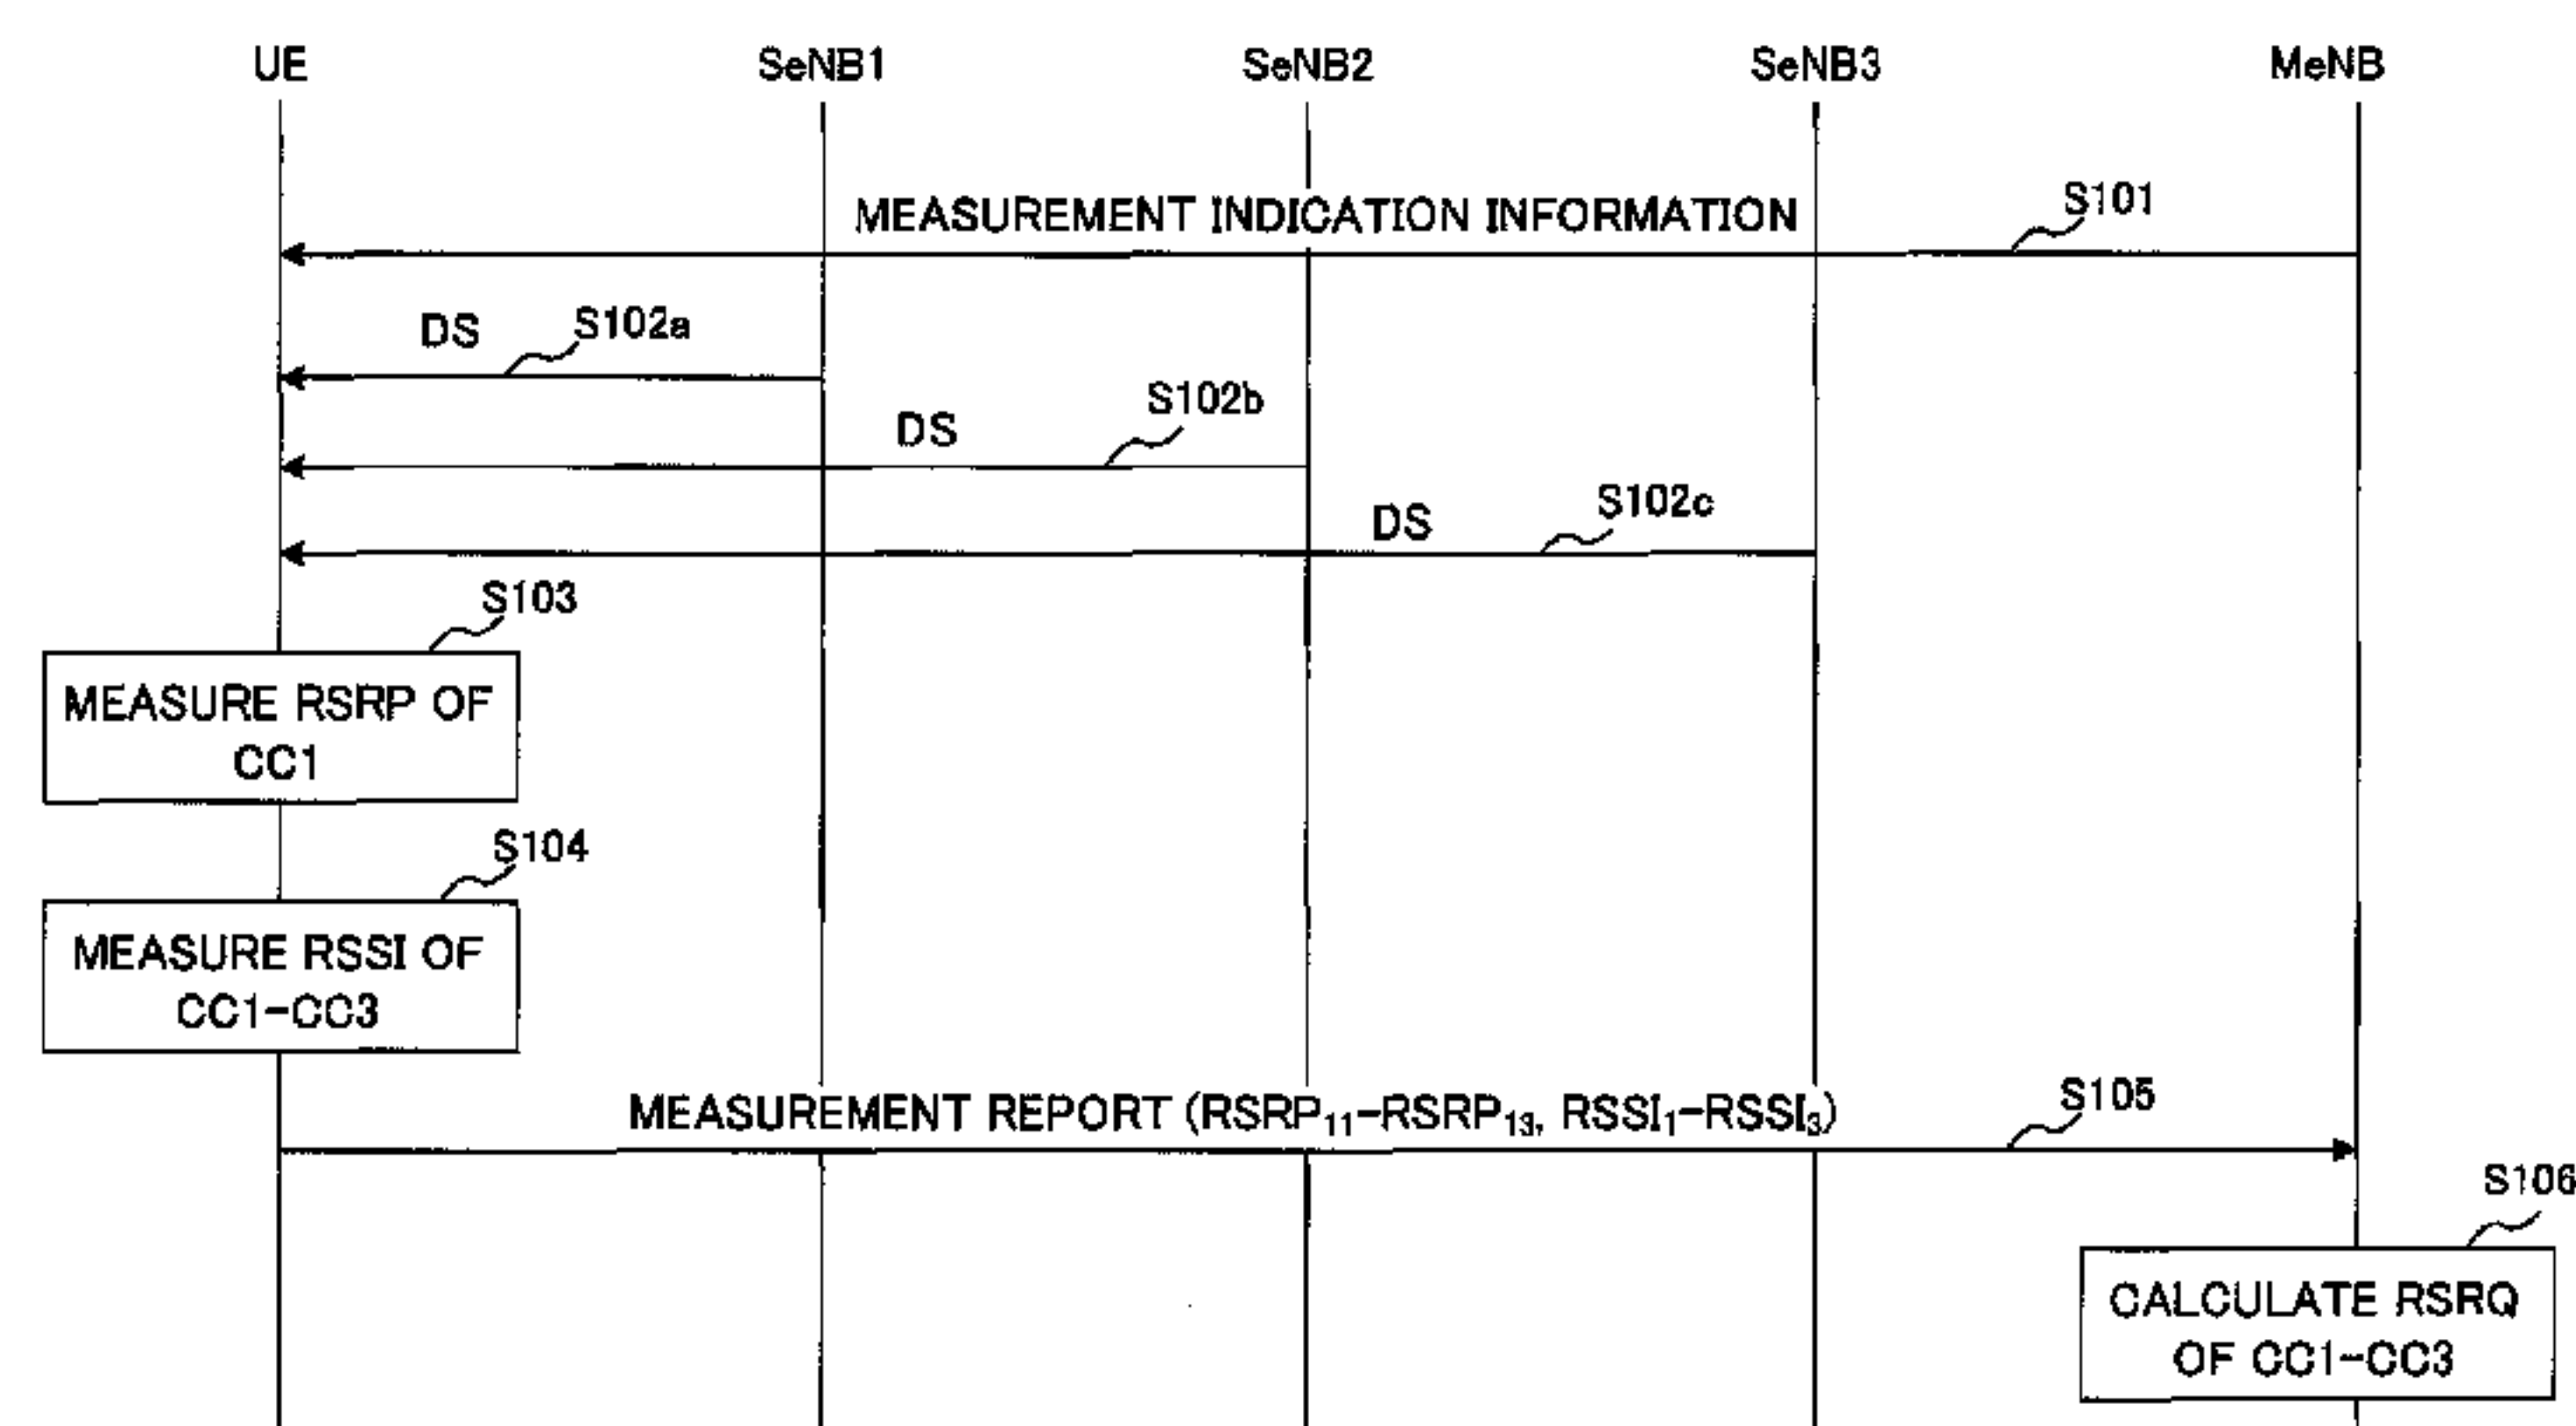 UE SeNB1 SeNB2 SeNB3 MeNB
S101
MEASUREMENT INDICATION INFORMATION
DS S102a
DS S102b
DS S102c
S103
MEASURE RSRP OF
CC1
S104
MEASURE RSSI OF
CC1-CC3
MEASUREMENT REPORT (RSRP₁₁-RSRP₁₃, RSSI₁-RSSI₃) S105
S106
CALCULATE RSRQ
OF CC1-CC3